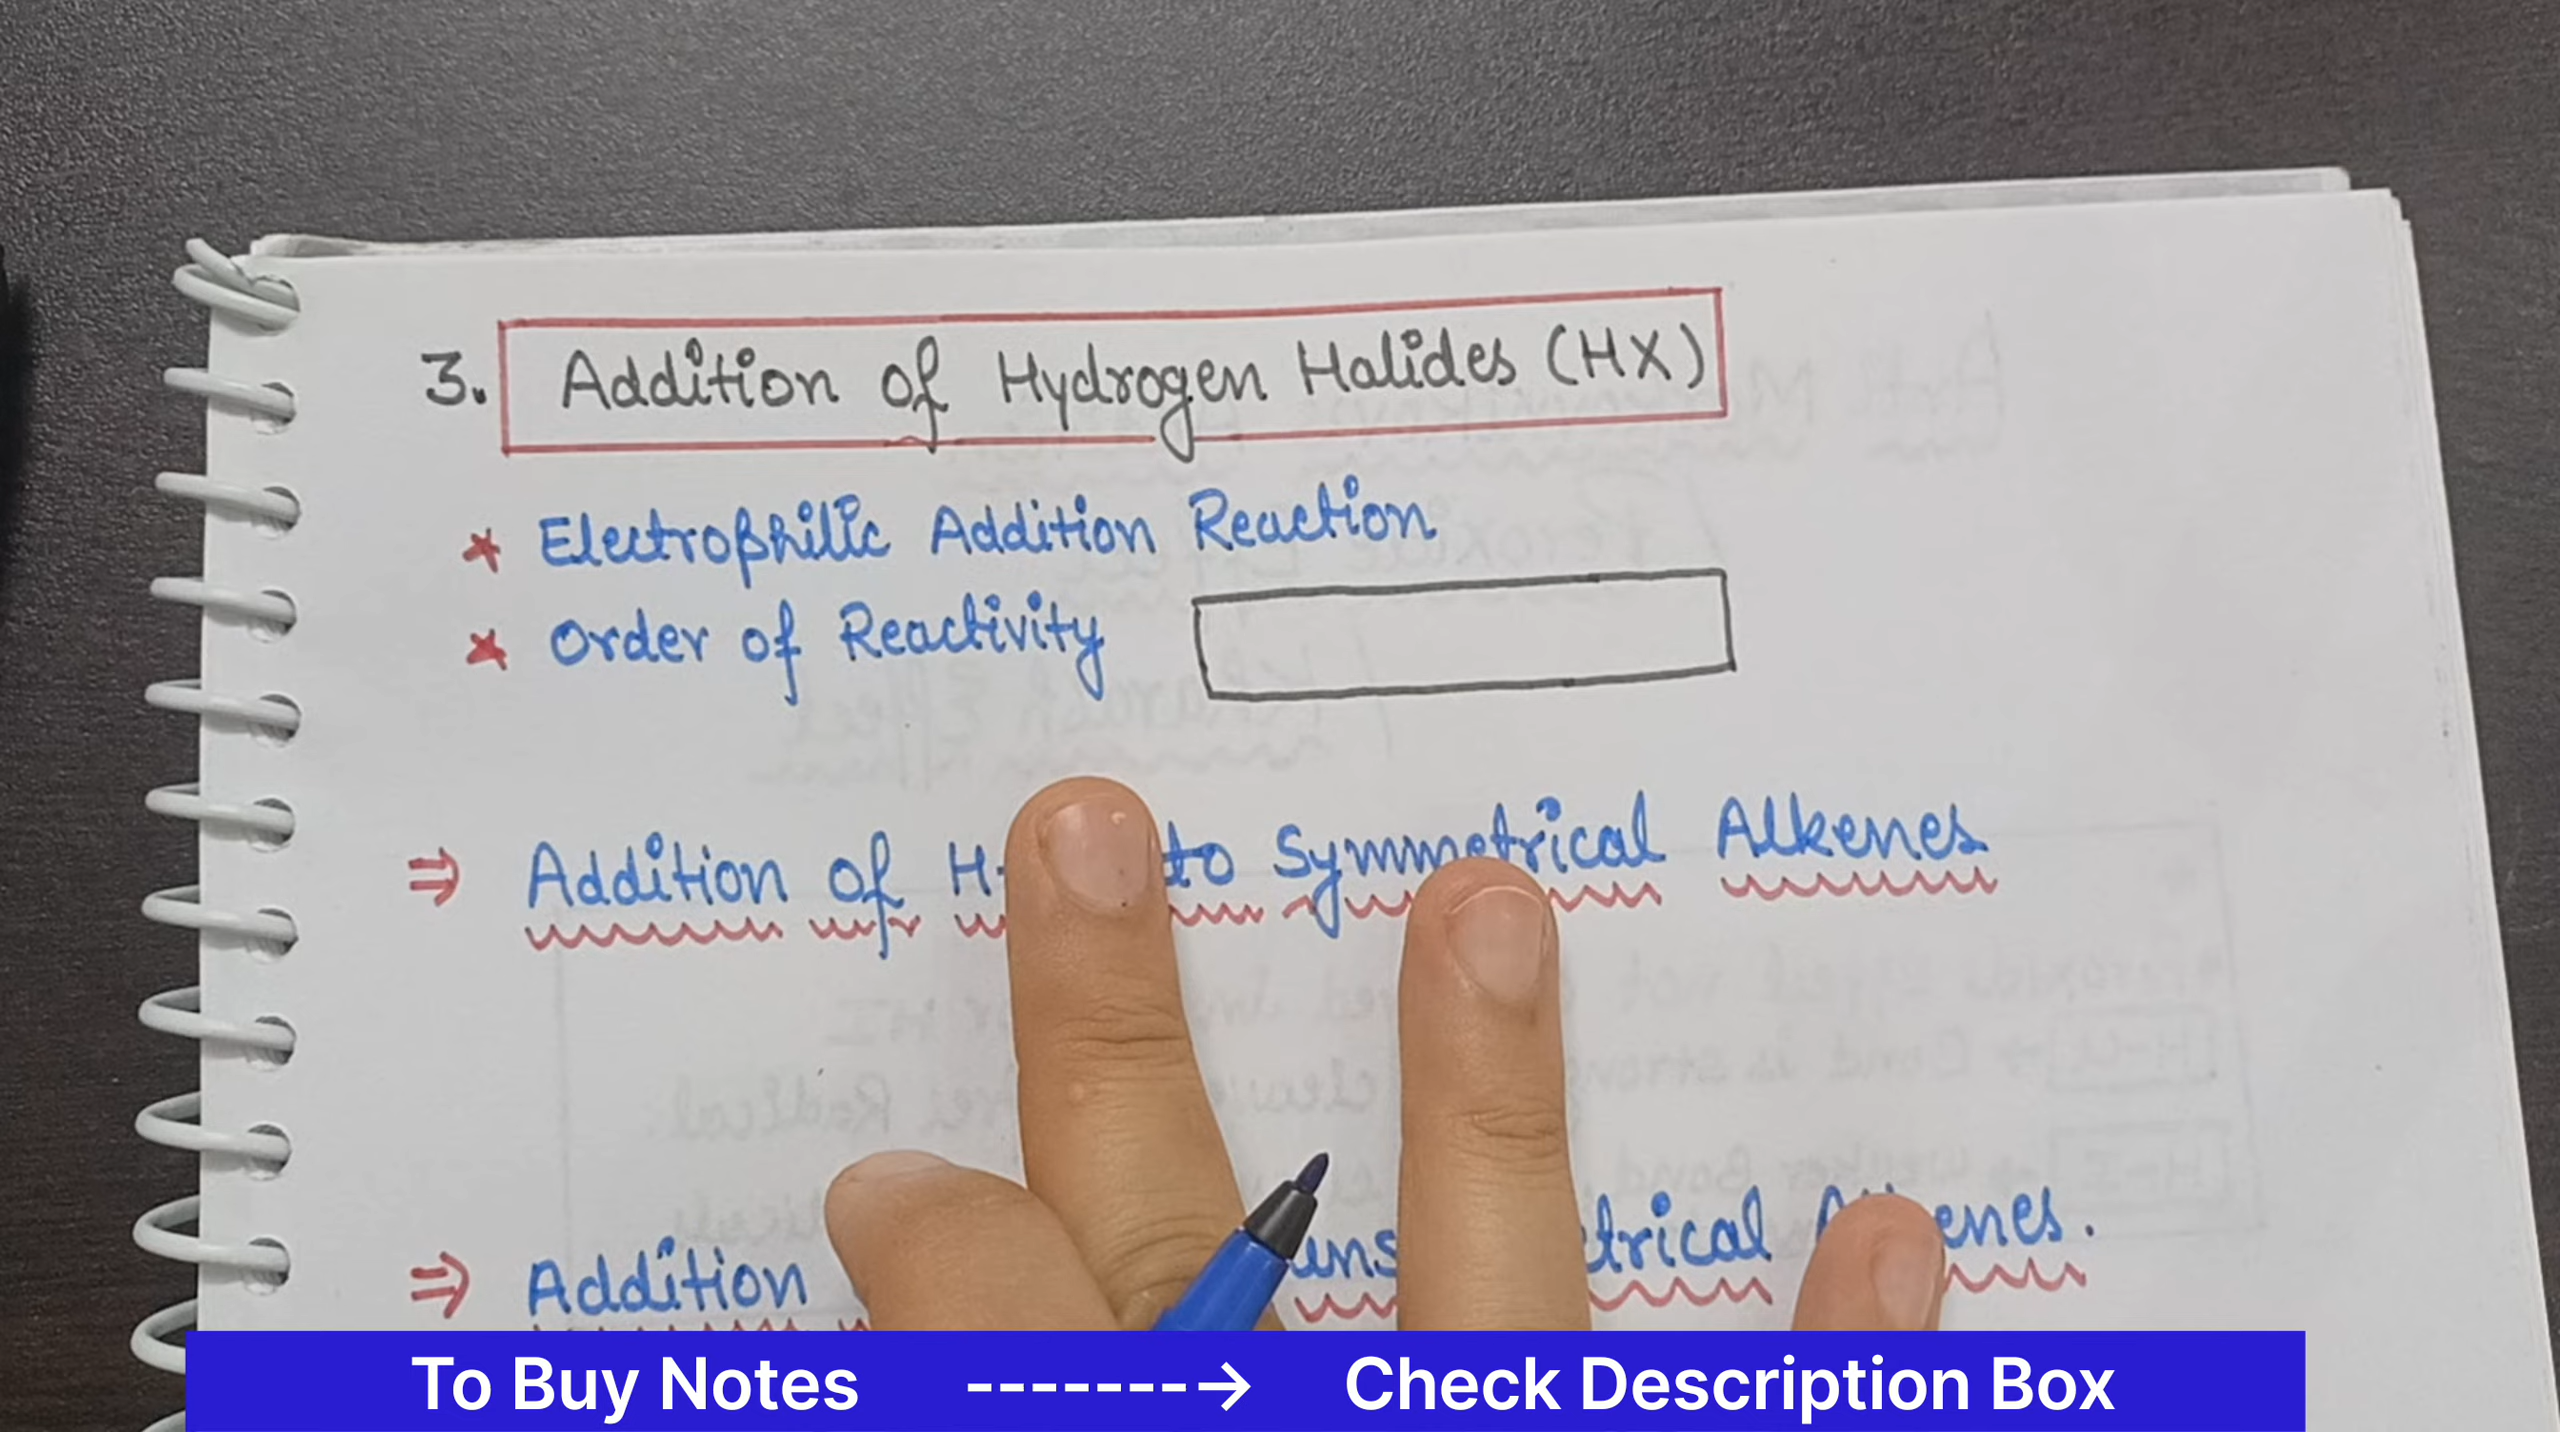 3. Addition of Hydrogen Halides (HX)
* Electrophilic Addition Reaction
* Order of Reactivity
⇒ Addition of to Symmetrical Alkenes
⇒ Addition
To Buy Notes -------→ Check Description Box